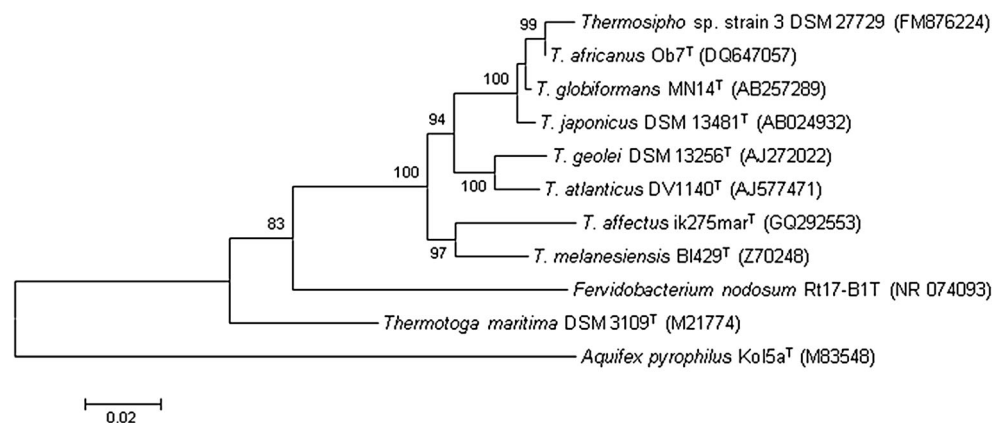 99
Thermosipho sp. strain 3 DSM 27729 (FM876224)
T. africanus Ob7ᵀ (DQ647057)
100
T. globiformans MN14ᵀ (AB257289)
94
T. japonicus DSM 13481ᵀ (AB024932)
T. geolei DSM 13256ᵀ (AJ272022)
100
100
T. atlanticus DV1140ᵀ (AJ577471)
83
T. affectus ik275marᵀ (GQ292553)
97
T. melanesiensis BI429ᵀ (Z70248)
Fervidobacterium nodosum Rt17-B1T (NR 074093)
Thermotoga maritima DSM 3109ᵀ (M21774)
Aquifex pyrophilus Kol5aᵀ (M83548)
0.02